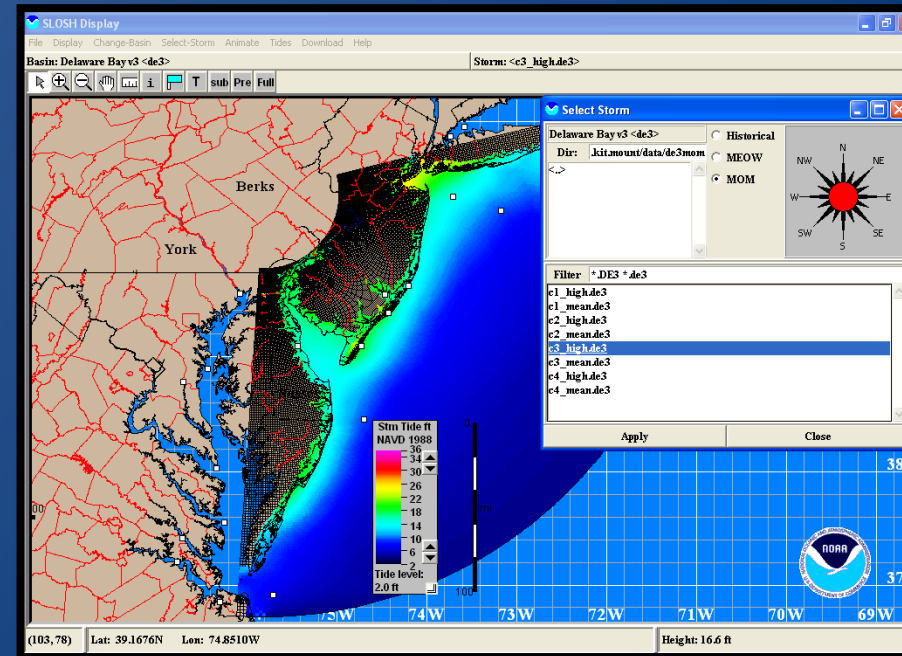 SLOSH Display
File Display Change-Basin Select-Storm Animate Tides Download Help
Basin: Delaware Bay v3 <de3>
Storm: <c3_high.de3>
i T sub Pre Full
Berks
York
Select Storm
Delaware Bay v3 <de3>
Dir: .kit.mount/data/de3mom
<..>
Historical
MEOW
MOM
N
NW NE
W E
SW SE
S
Filter *.DE3 *.de3
c1_high.de3
c1_mean.de3
c2_high.de3
c2_mean.de3
c3_high.de3
c3_mean.de3
c4_high.de3
c4_mean.de3
Apply Close
Stm Tide ft
NAVD 1988
36
34
30
26
22
18
14
10
6
2
Tide level:
2.0 ft
0
mi
100
00
38
37
NOAA
75W 74W 73W 72W 71W 70W 69W
(103, 78) Lat: 39.1676N Lon: 74.8510W Height: 16.6 ft